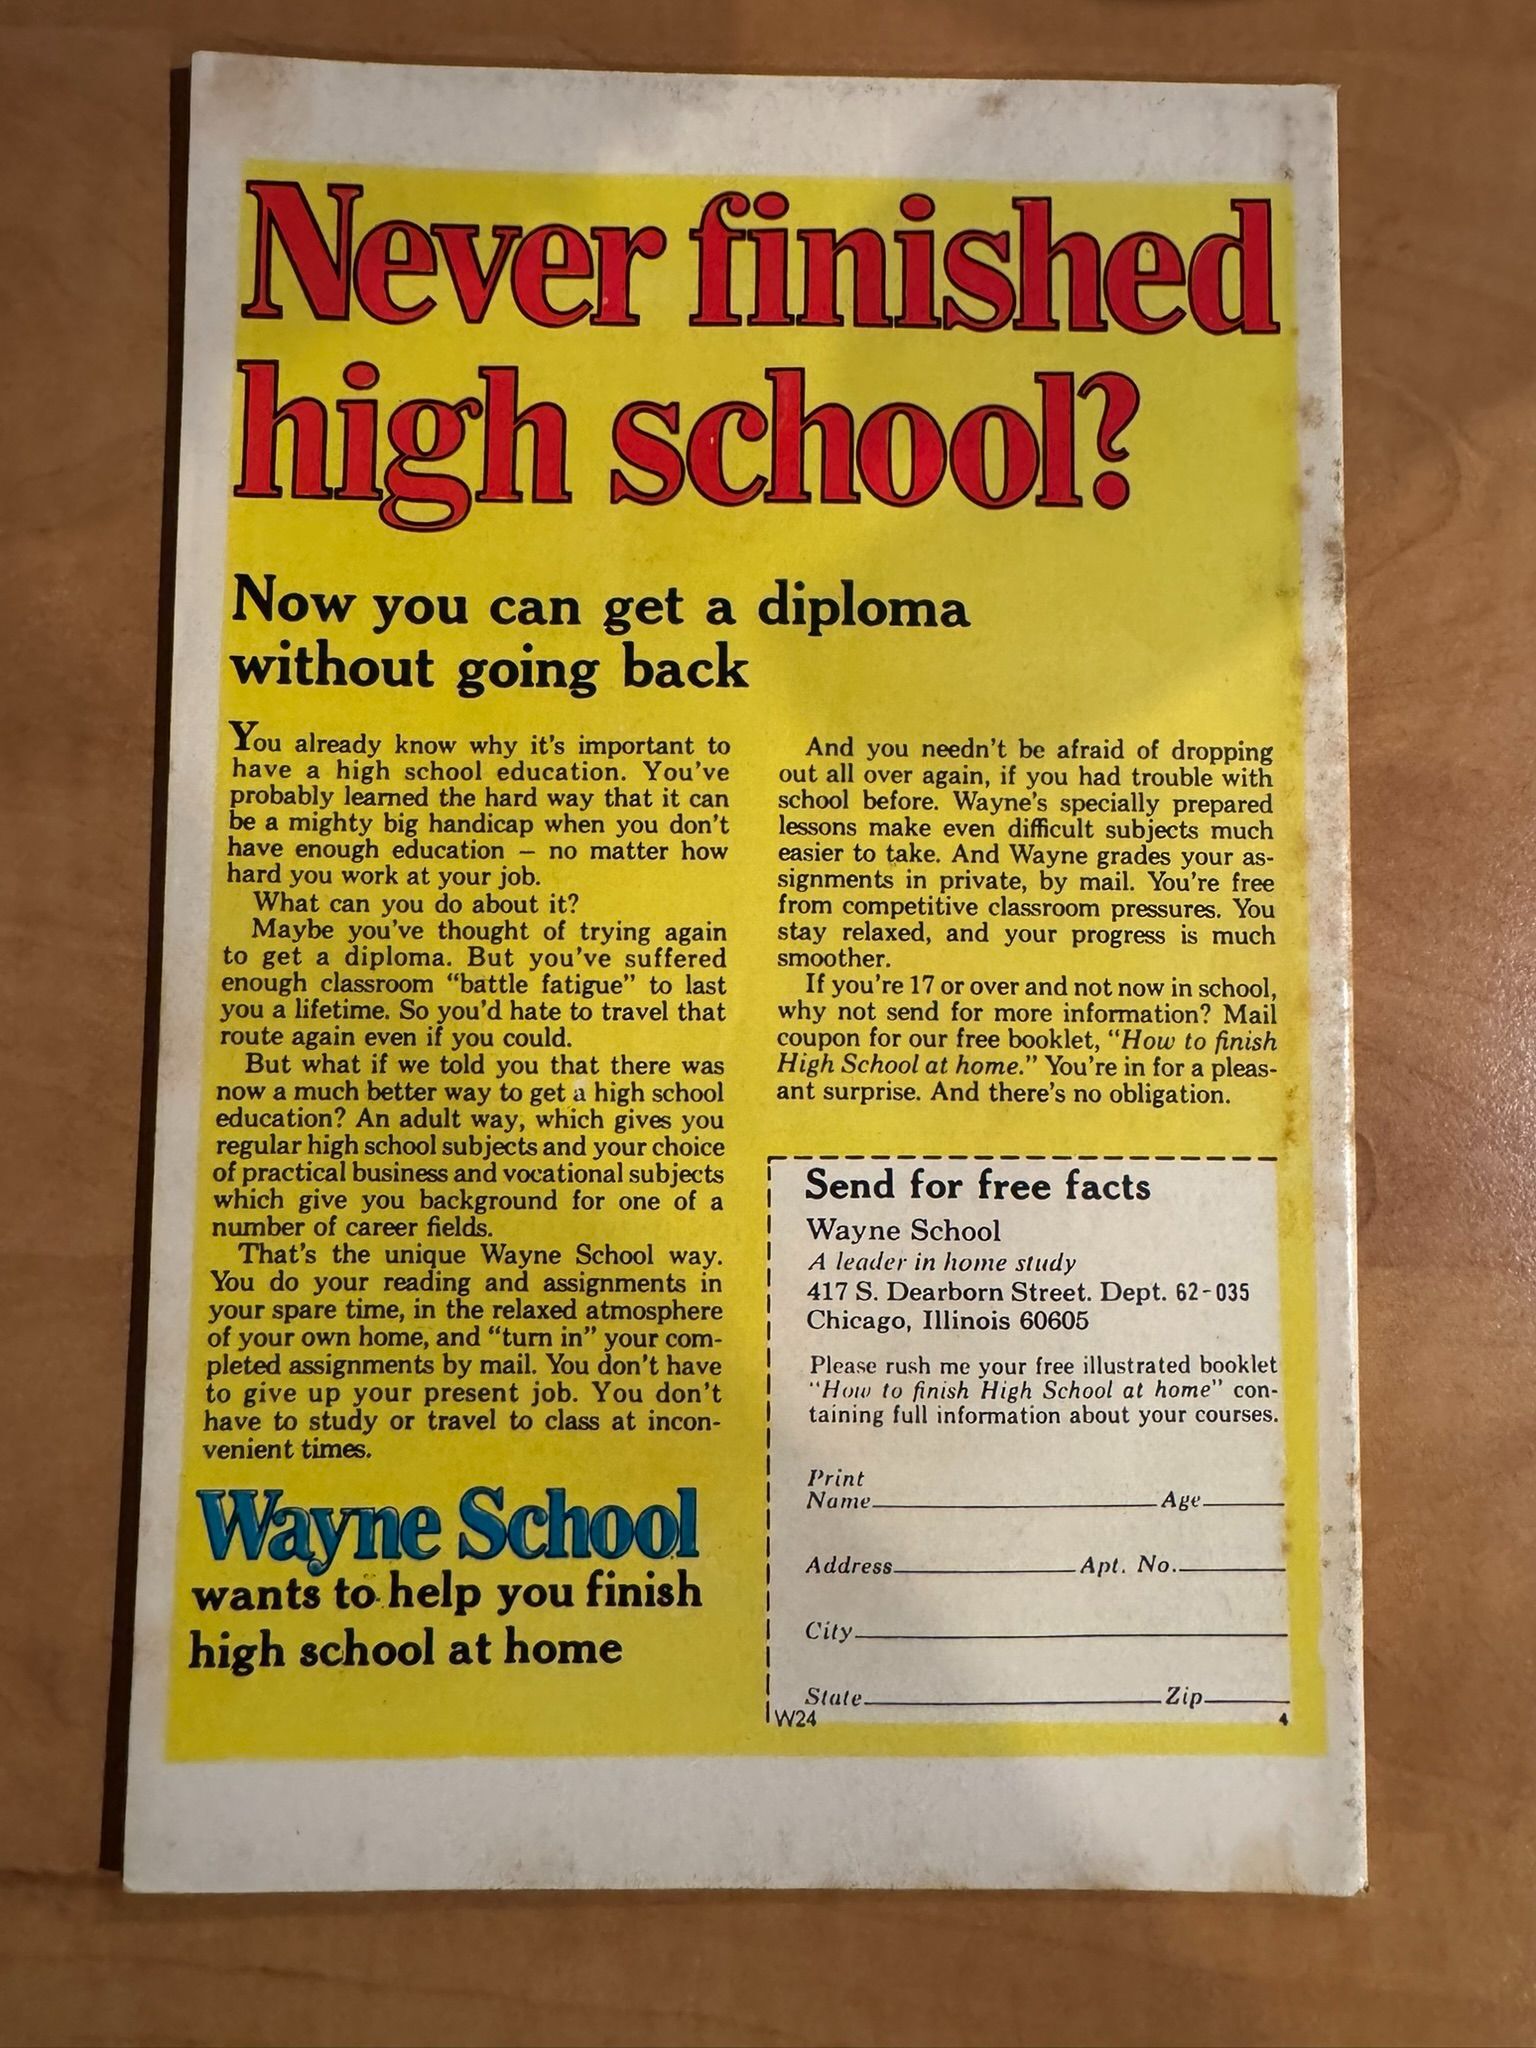 Never finished
high school?
Now you can get a diploma
without going back
You already know why it's important to
have a high school education. You've
probably learned the hard way that it can
be a mighty big handicap when you don't
have enough education – no matter how
hard you work at your job.
What can you do about it?
Maybe you've thought of trying again
to get a diploma. But you've suffered
enough classroom "battle fatigue" to last
you a lifetime. So you'd hate to travel that
route again even if you could.
But what if we told you that there was
now a much better way to get a high school
education? An adult way, which gives you
regular high school subjects and your choice
of practical business and vocational subjects
which give you background for one of a
number of career fields.
That's the unique Wayne School way.
You do your reading and assignments in
your spare time, in the relaxed atmosphere
of your own home, and "turn in" your com-
pleted assignments by mail. You don't have
to give up your present job. You don't
have to study or travel to class at incon-
venient times.
Wayne School
wants to help you finish
high school at home
And you needn't be afraid of dropping
out all over again, if you had trouble with
school before. Wayne's specially prepared
lessons make even difficult subjects much
easier to take. And Wayne grades your as-
signments in private, by mail. You're free
from competitive classroom pressures. You
stay relaxed, and your progress is much
smoother.
If you're 17 or over and not now in school,
why not send for more information? Mail
coupon for our free booklet, "How to finish
High School at home." You're in for a pleas-
ant surprise. And there's no obligation.
Send for free facts
Wayne School
A leader in home study
417 S. Dearborn Street. Dept. 62-035
Chicago, Illinois 60605
Please rush me your free illustrated booklet
"How to finish High School at home" con-
taining full information about your courses.
Print
Name Age
Address Apt. No.
City
State Zip
W24 4